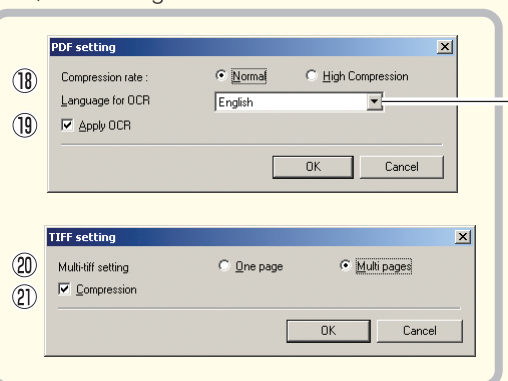 PDF setting
⑱ Compression rate : Normal High Compression
Language for OCR English
⑲ Apply OCR
OK Cancel
TIFF setting
⑳ Multi-tiff setting One page Multi pages
㉑ Compression
OK Cancel